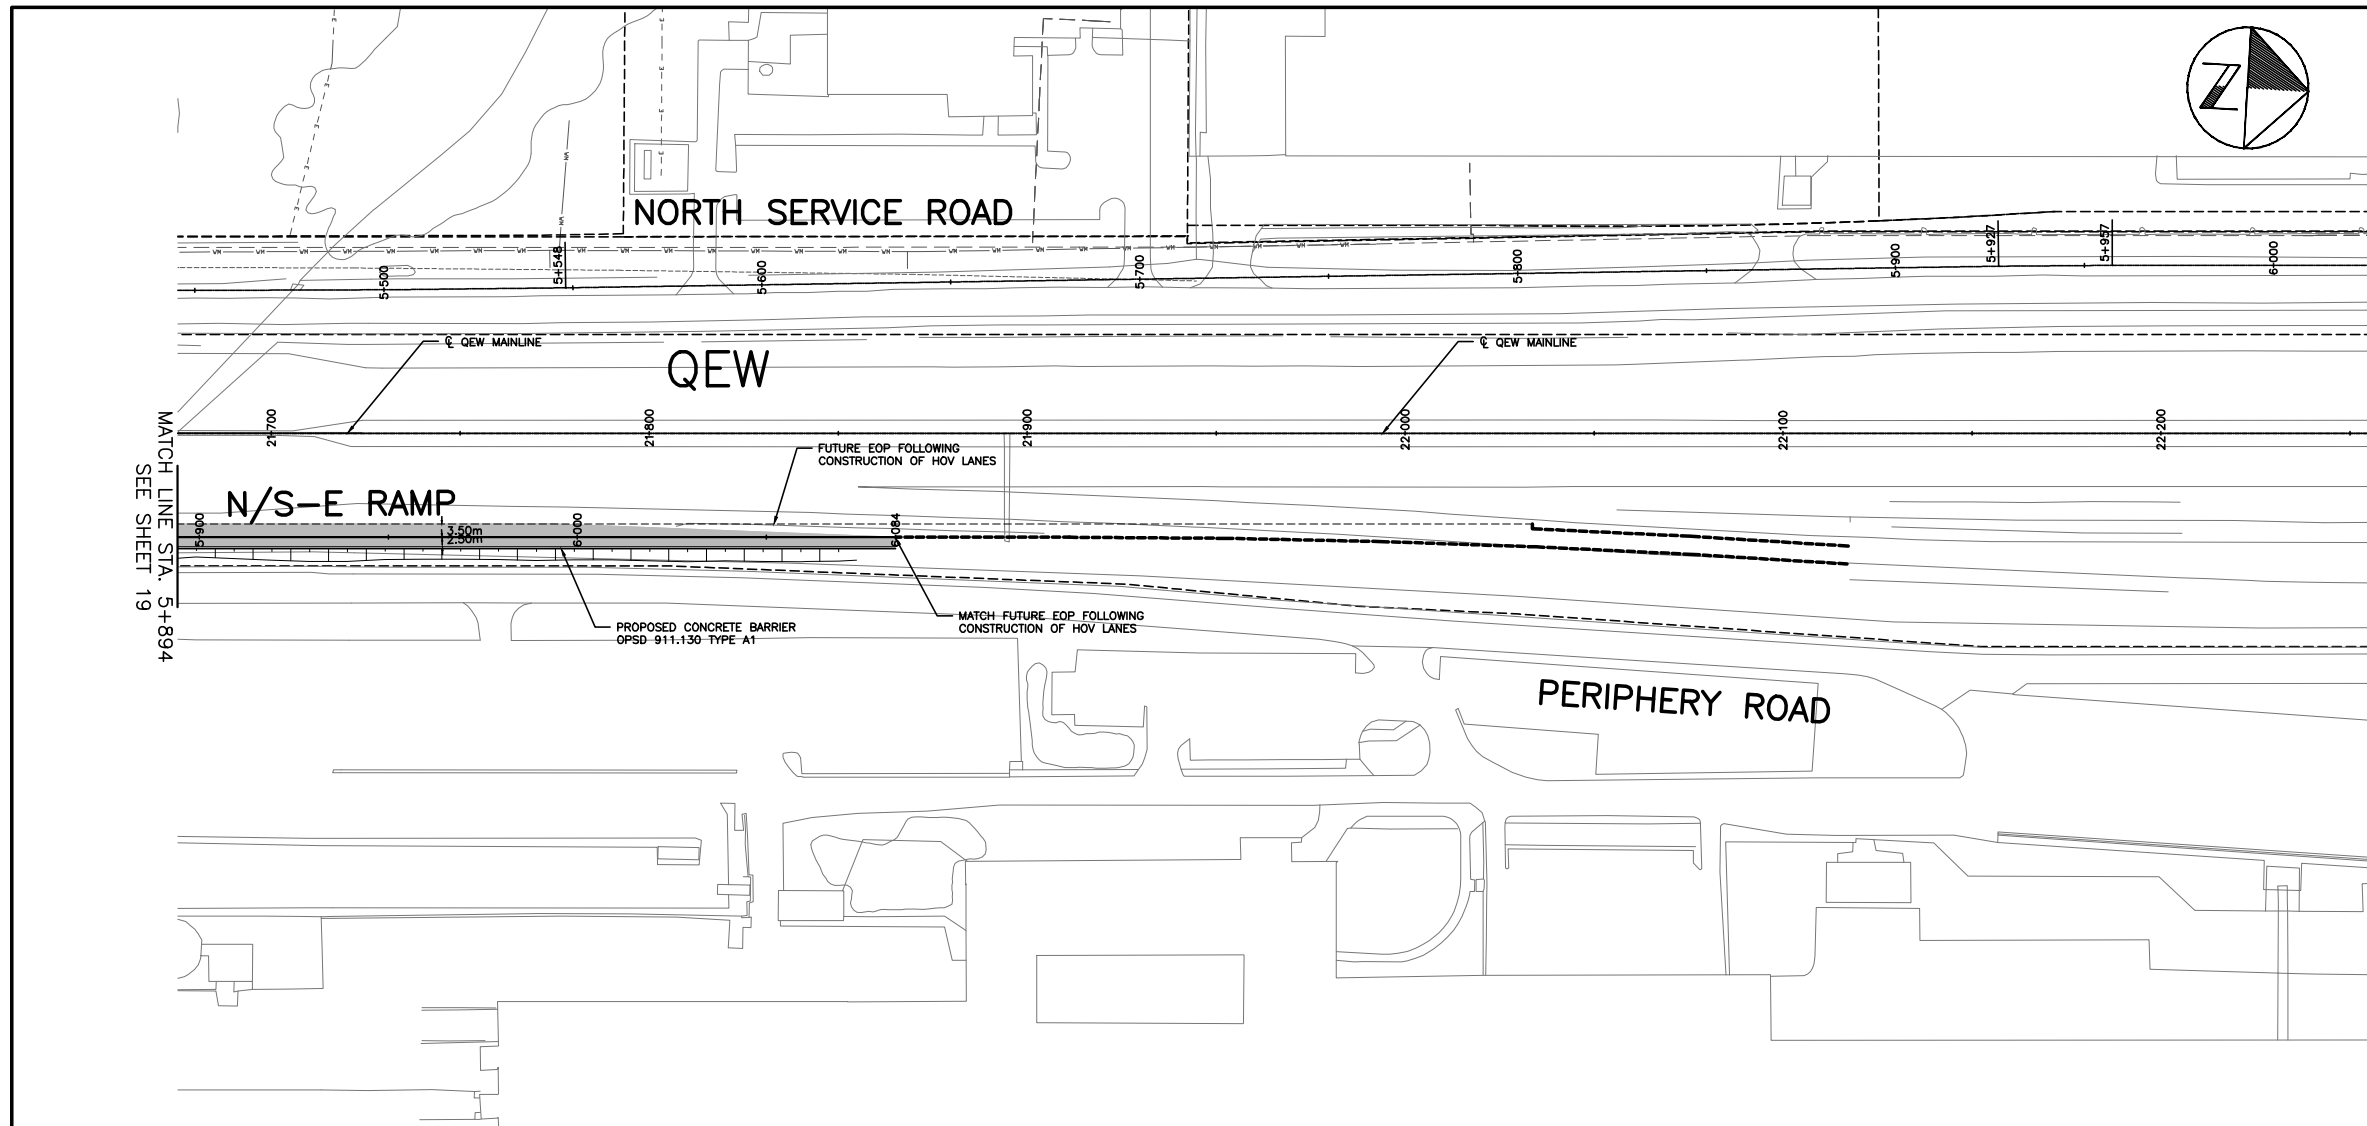 Z
NORTH SERVICE ROAD
5-500
5+548
5-600
5-700
5-800
5-900
5+927
5+957
6-000
℄ QEW MAINLINE
℄ QEW MAINLINE
QEW
21-700
21-800
21-900
22-000
22-100
22-200
FUTURE EOP FOLLOWING
CONSTRUCTION OF HOV LANES
MATCH LINE STA. 5+894
SEE SHEET 19
N/S-E RAMP
5-900
3.50m
2.50m
6-000
6-084
MATCH FUTURE EOP FOLLOWING
CONSTRUCTION OF HOV LANES
PROPOSED CONCRETE BARRIER
OPSD 911.130 TYPE A1
PERIPHERY ROAD